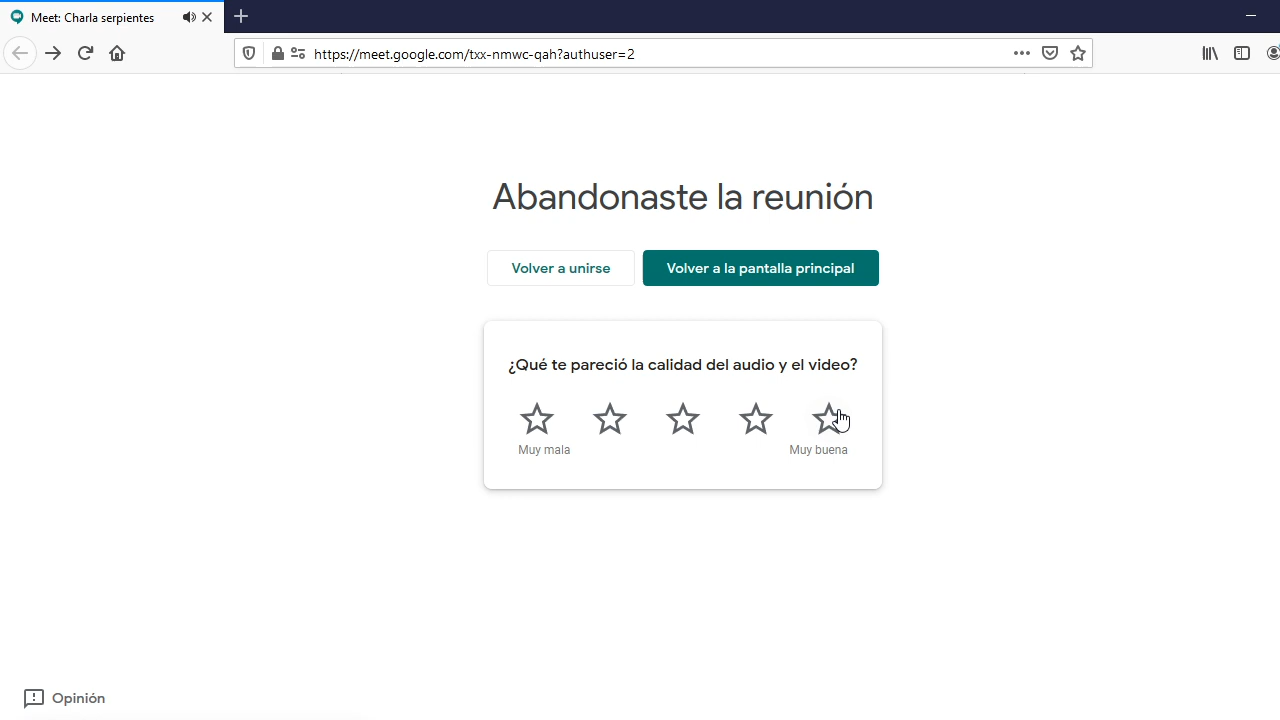 Meet: Charla serpientes
https://meet.google.com/txx-nmwc-qah?authuser=2
Abandonaste la reunión
Volver a unirse
Volver a la pantalla principal
¿Qué te pareció la calidad del audio y el video?
Muy mala
Muy buena
Opinión